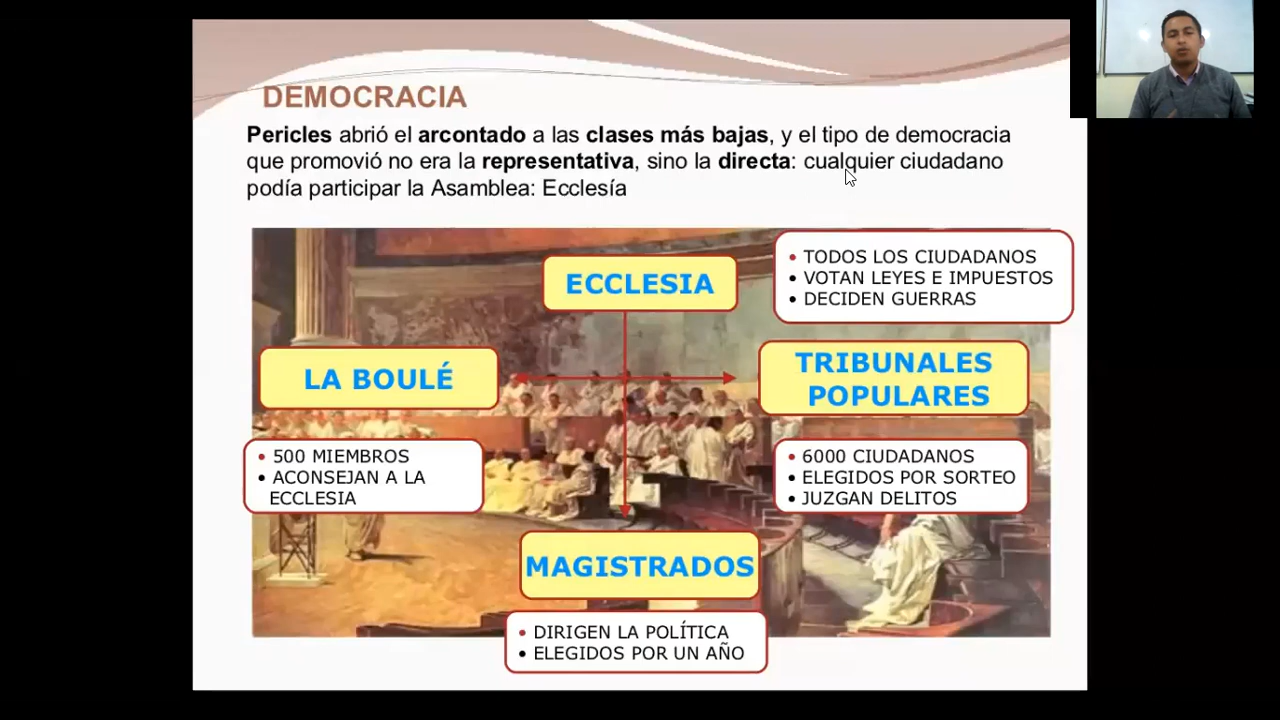 DEMOCRACIA
Pericles abrió el arcontado a las clases más bajas, y el tipo de democracia
que promovió no era la representativa, sino la directa: cualquier ciudadano
podía participar la Asamblea: Ecclesía
ECCLESIA
• TODOS LOS CIUDADANOS
• VOTAN LEYES E IMPUESTOS
• DECIDEN GUERRAS
LA BOULÉ
TRIBUNALES
POPULARES
• 500 MIEMBROS
• ACONSEJAN A LA
ECCLESIA
• 6000 CIUDADANOS
• ELEGIDOS POR SORTEO
• JUZGAN DELITOS
MAGISTRADOS
• DIRIGEN LA POLÍTICA
• ELEGIDOS POR UN AÑO